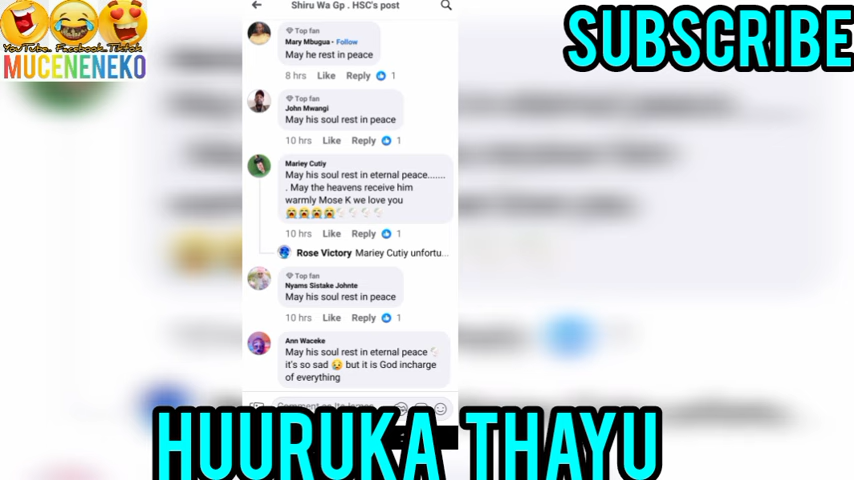 YouTube. Facebook.Tiktok
MUCENENEKO
SUBSCRIBE
Shiru Wa Gp . HSC's post
Top fan
Mary Mbugua • Follow
May he rest in peace
8 hrs Like Reply 1
Top fan
John Mwangi
May his soul rest in peace
10 hrs Like Reply 1
Mariey Cutiy
May his soul rest in eternal peace.......
. May the heavens receive him
warmly Mose K we love you
😭😭😭😭🕊🕊🕊🕊
10 hrs Like Reply 1
Rose Victory Mariey Cutiy unfortu...
Top fan
Nyams Sistake Johnte
May his soul rest in peace
10 hrs Like Reply 1
Ann Waceke
May his soul rest in eternal peace 🕊
it's so sad 😢 but it is God incharge
of everything
HUURUKA THAYU